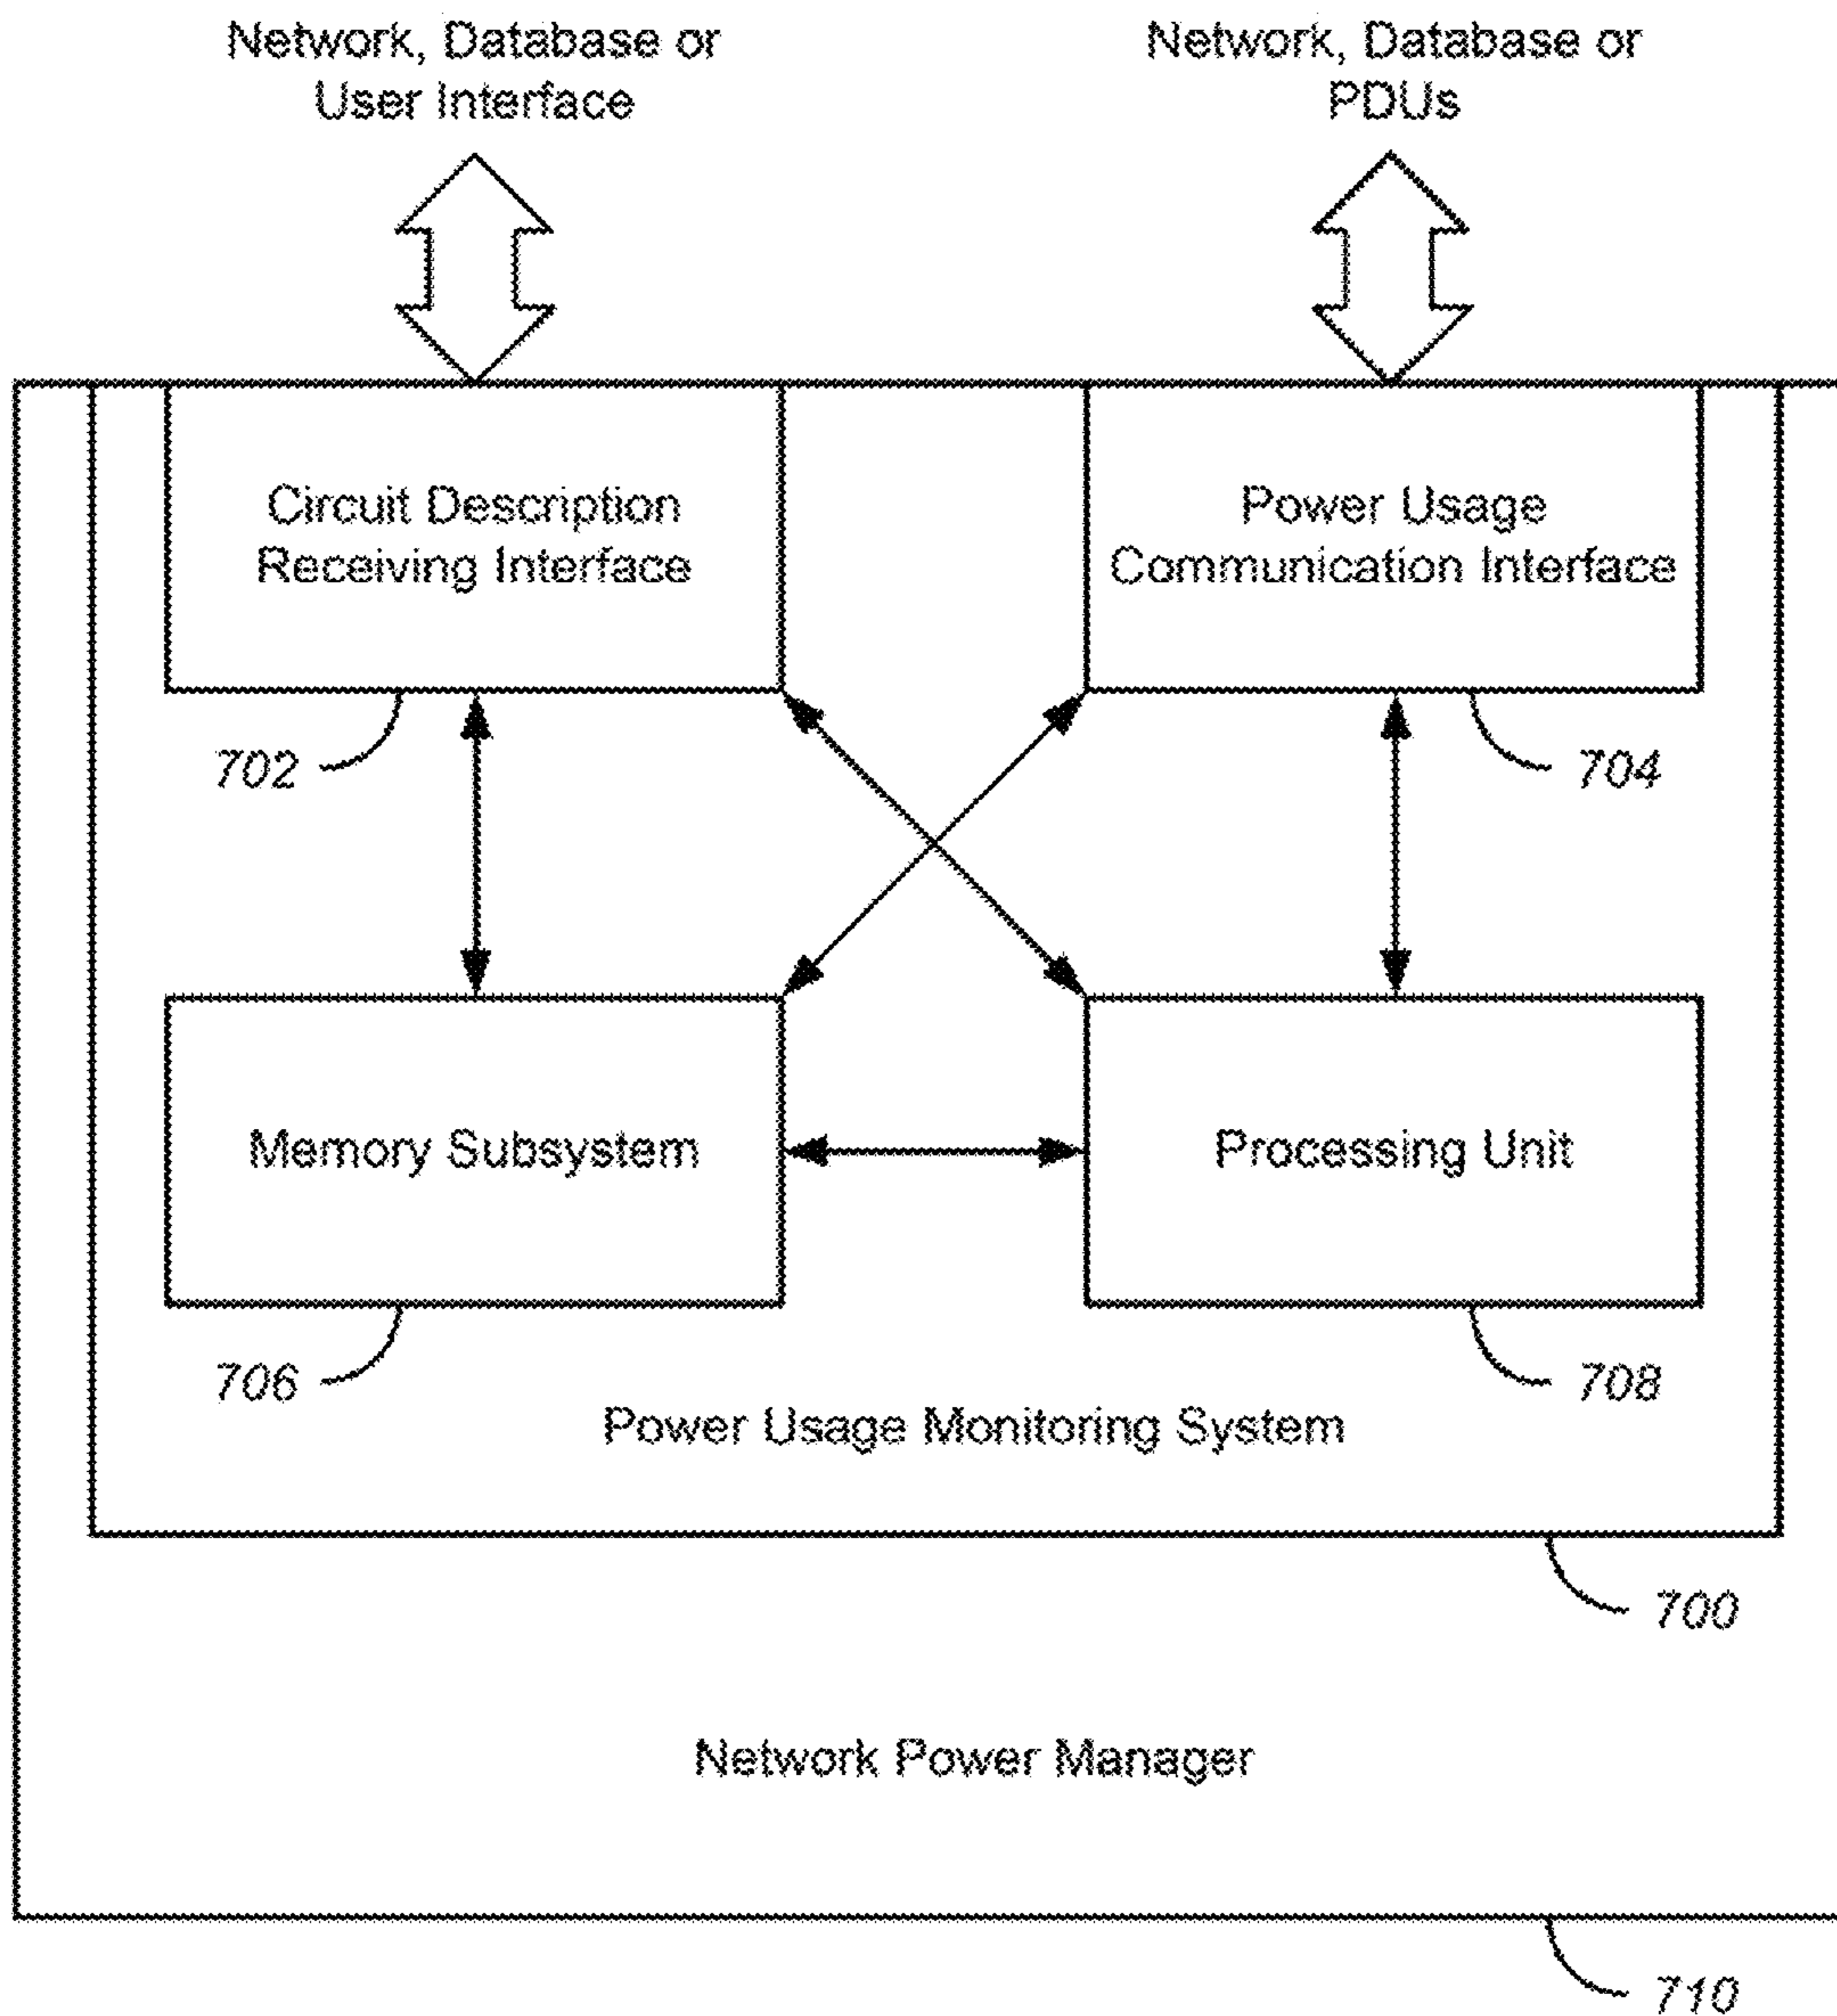 Network, Database or
User Interface
Network, Database or
PDUs
Circuit Description
Receiving Interface
Power Usage
Communication Interface
702
704
Memory Subsystem
Processing Unit
706
708
Power Usage Monitoring System
700
Network Power Manager
710